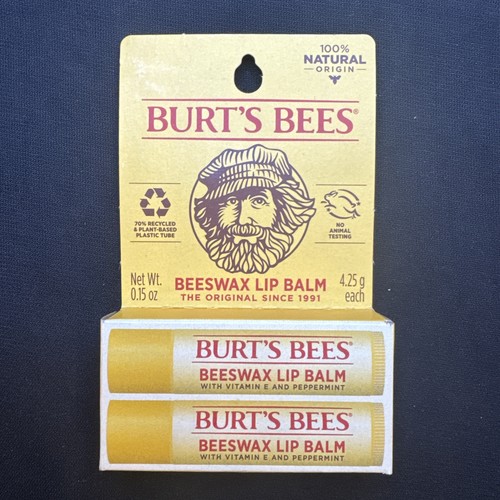 100%
NATURAL
ORIGIN
BURT'S BEES®
70% RECYCLED
& PLANT-BASED
PLASTIC TUBE
NO
ANIMAL
TESTING
Net Wt.
0.15 oz
BEESWAX LIP BALM
THE ORIGINAL SINCE 1991
4.25 g
each
BURT'S BEES®
BEESWAX LIP BALM
WITH VITAMIN E AND PEPPERMINT
BURT'S BEES®
BEESWAX LIP BALM
WITH VITAMIN E AND PEPPERMINT